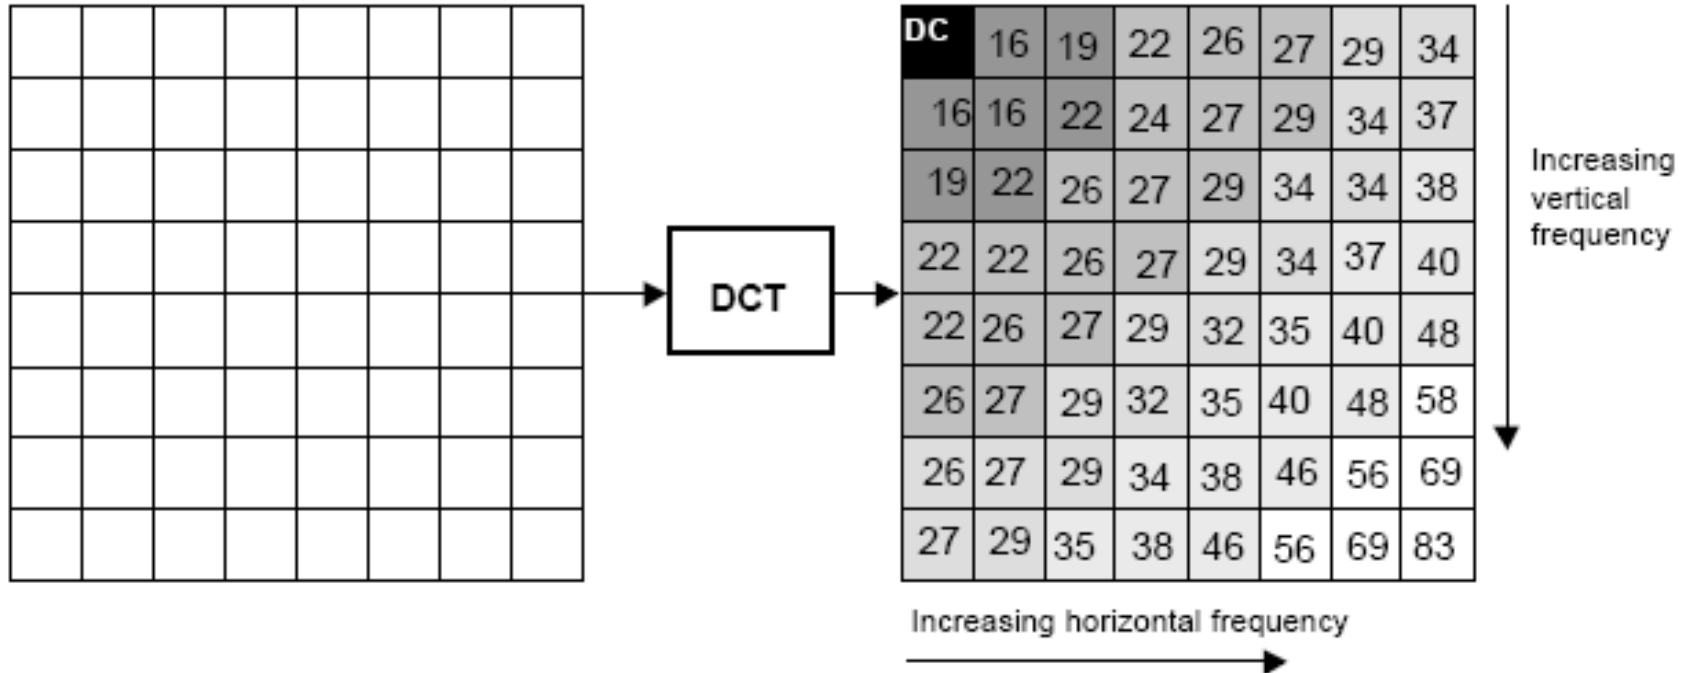 DC 16 19 22 26 27 29 34
16 16 22 24 27 29 34 37
19 22 26 27 29 34 34 38
22 22 26 27 29 34 37 40
22 26 27 29 32 35 40 48
26 27 29 32 35 40 48 58
26 27 29 34 38 46 56 69
27 29 35 38 46 56 69 83
DCT
Increasing
vertical
frequency
Increasing horizontal frequency